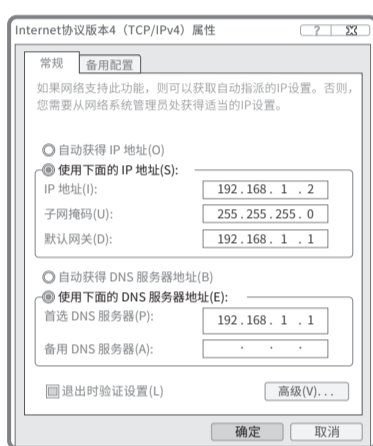 Internet协议版本4（TCP/IPv4）属性
常规 备用配置
如果网络支持此功能，则可以获取自动指派的IP设置。否则，
您需要从网络系统管理员处获得适当的IP设置。
自动获得 IP 地址(O)
使用下面的 IP 地址(S):
IP 地址(I): 192.168. 1 . 2
子网掩码(U): 255.255.255. 0
默认网关(D): 192.168. 1 . 1
自动获得 DNS 服务器地址(B)
使用下面的 DNS 服务器地址(E):
首选 DNS 服务器(P): 192.168. 1 . 1
备用 DNS 服务器(A): . . .
退出时验证设置(L) 高级(V)...
确定 取消